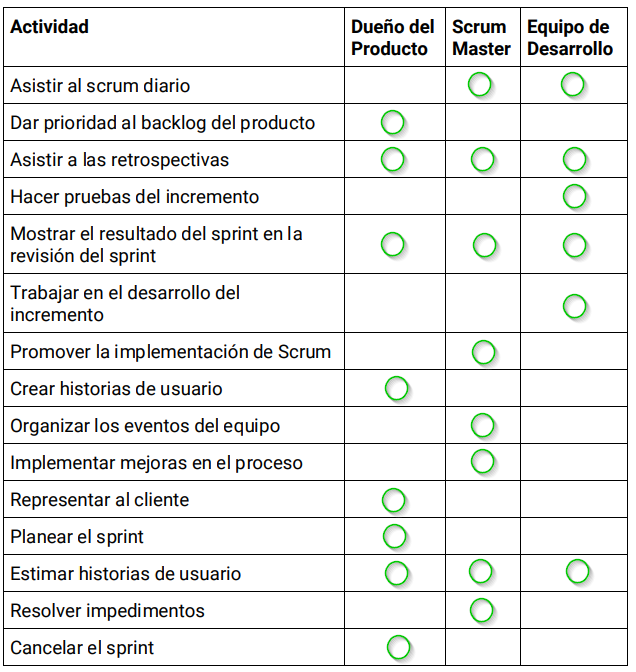 Actividad
Dueño del
Producto
Scrum
Master
Equipo de
Desarrollo
Asistir al scrum diario
Dar prioridad al backlog del producto
Asistir a las retrospectivas
Hacer pruebas del incremento
Mostrar el resultado del sprint en la
revisión del sprint
Trabajar en el desarrollo del
incremento
Promover la implementación de Scrum
Crear historias de usuario
Organizar los eventos del equipo
Implementar mejoras en el proceso
Representar al cliente
Planear el sprint
Estimar historias de usuario
Resolver impedimentos
Cancelar el sprint